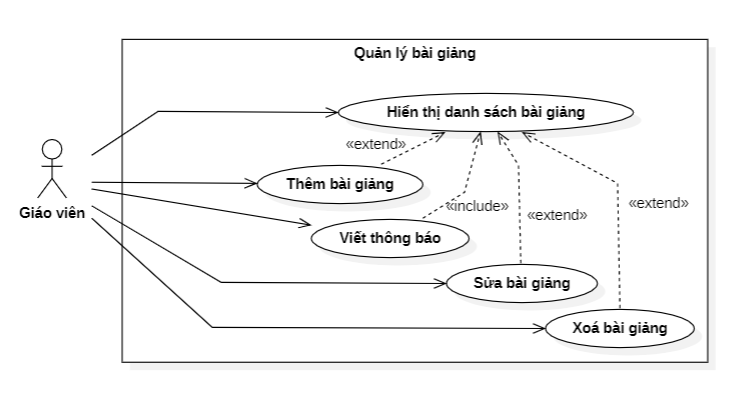 Quản lý bài giảng
Hiển thị danh sách bài giảng
«extend»
Thêm bài giảng
«extend»
«include»
Giáo viên
«extend»
Viết thông báo
Sửa bài giảng
Xoá bài giảng